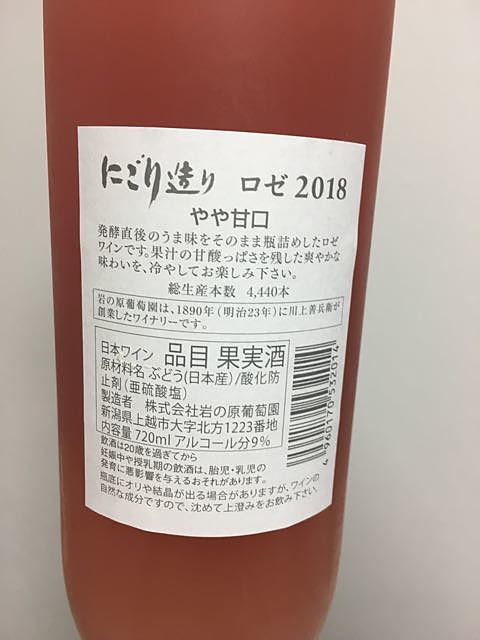 にごり造り ロゼ 2018
やや甘口
発酵直後のうま味をそのまま瓶詰めしたロゼ
ワインです。果汁の甘酸っぱさを残した爽やかな
味わいを、冷やしてお楽しみ下さい。
総生産本数 4,440本
岩の原葡萄園は、1890年(明治23年)に川上善兵衛が
創業したワイナリーです。
日本ワイン 品目 果実酒
原材料名 ぶどう(日本産)/酸化防
止剤(亜硫酸塩)
製造者 株式会社岩の原葡萄園
新潟県上越市大字北方1223番地
内容量 720ml アルコール分9%
4960170532014
飲酒は20歳を過ぎてから
妊娠中や授乳期の飲酒は、胎児・乳児の
発育に悪影響を与えるおそれがあります。
瓶底にオリや結晶が出る場合がありますが、ワインの
自然な成分ですので、沈めて上澄みをお飲み下さい。